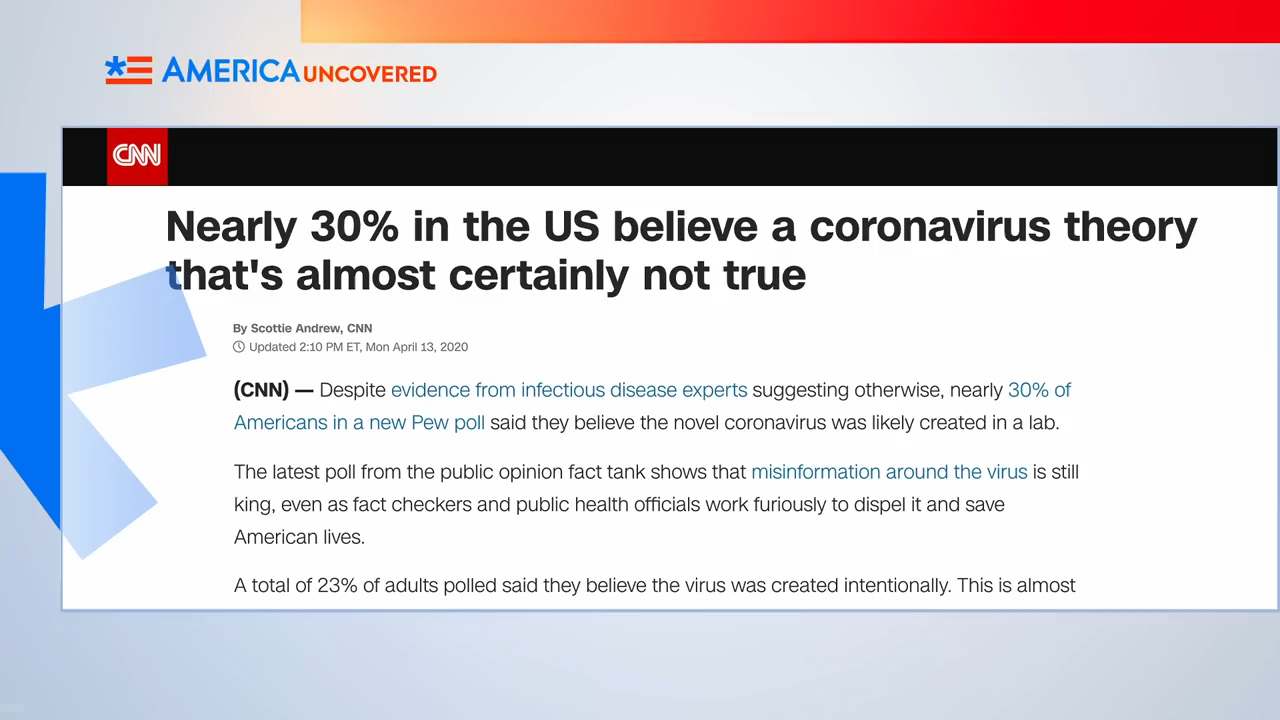 AMERICA UNCOVERED
CNN
Nearly 30% in the US believe a coronavirus theory
that's almost certainly not true
By Scottie Andrew, CNN
Updated 2:10 PM ET, Mon April 13, 2020
(CNN) — Despite evidence from infectious disease experts suggesting otherwise, nearly 30% of
Americans in a new Pew poll said they believe the novel coronavirus was likely created in a lab.
The latest poll from the public opinion fact tank shows that misinformation around the virus is still
king, even as fact checkers and public health officials work furiously to dispel it and save
American lives.
A total of 23% of adults polled said they believe the virus was created intentionally. This is almost